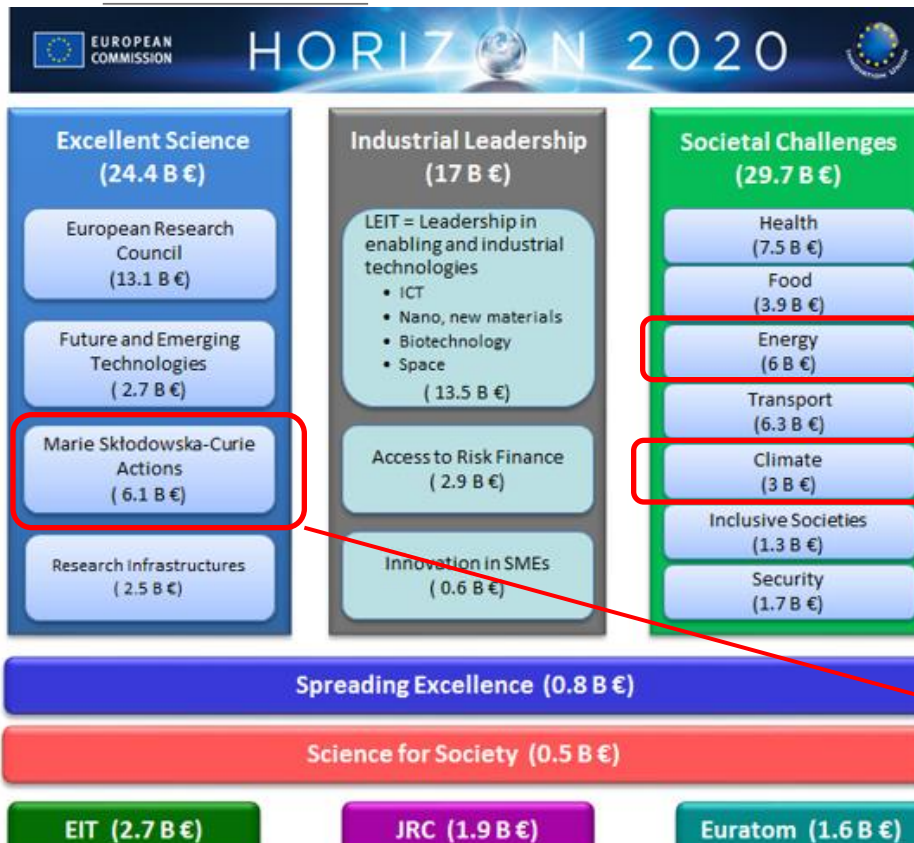 EUROPEAN
COMMISSION
HORIZON 2020
INNOVATION UNION
Excellent Science
(24.4 B €)
European Research
Council
(13.1 B €)
Future and Emerging
Technologies
( 2.7 B €)
Marie Skłodowska-Curie
Actions
( 6.1 B €)
Research Infrastructures
( 2.5 B €)
Industrial Leadership
(17 B €)
LEIT = Leadership in
enabling and industrial
technologies
• ICT
• Nano, new materials
• Biotechnology
• Space
( 13.5 B €)
Access to Risk Finance
( 2.9 B €)
Innovation in SMEs
( 0.6 B €)
Societal Challenges
(29.7 B €)
Health
(7.5 B €)
Food
(3.9 B €)
Energy
(6 B €)
Transport
(6.3 B €)
Climate
(3 B €)
Inclusive Societies
(1.3 B €)
Security
(1.7 B €)
Spreading Excellence (0.8 B €)
Science for Society (0.5 B €)
EIT (2.7 B €)
JRC (1.9 B €)
Euratom (1.6 B €)